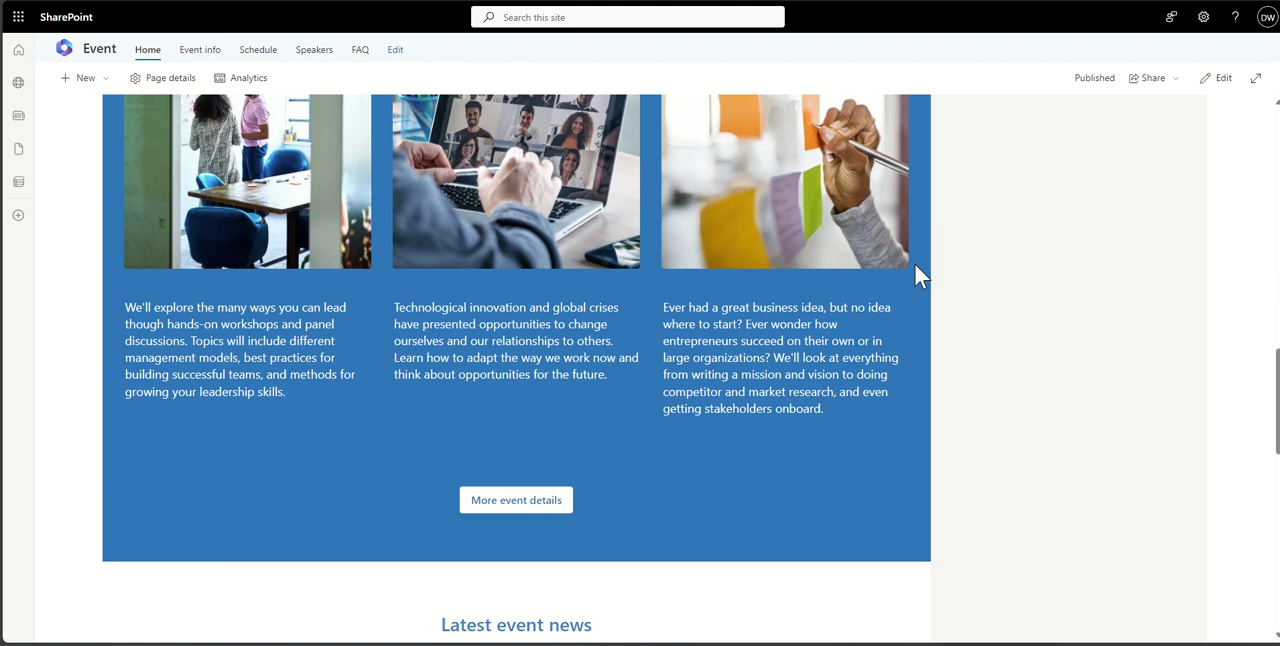 SharePoint
Search this site
DW
Event
Home
Event info
Schedule
Speakers
FAQ
Edit
New
Page details
Analytics
Published
Share
Edit
We'll explore the many ways you can lead
though hands-on workshops and panel
discussions. Topics will include different
management models, best practices for
building successful teams, and methods for
growing your leadership skills.
Technological innovation and global crises
have presented opportunities to change
ourselves and our relationships to others.
Learn how to adapt the way we work now and
think about opportunities for the future.
Ever had a great business idea, but no idea
where to start? Ever wonder how
entrepreneurs succeed on their own or in
large organizations? We'll look at everything
from writing a mission and vision to doing
competitor and market research, and even
getting stakeholders onboard.
More event details
Latest event news